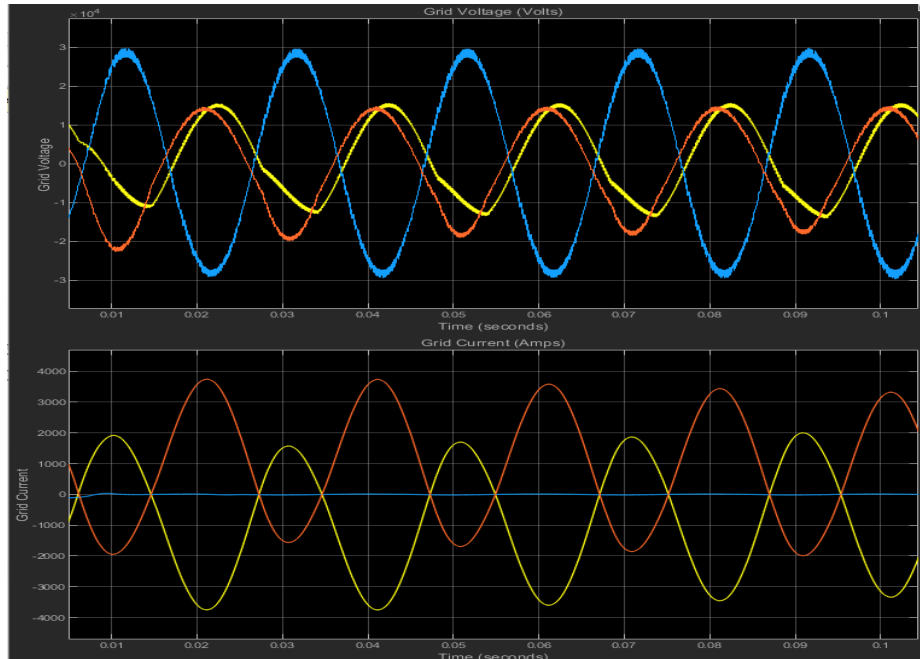 Grid Voltage (Volts)
×10⁴
3
2
1
0
-1
-2
-3
Grid Voltage
0.01 0.02 0.03 0.04 0.05 0.06 0.07 0.08 0.09 0.1
Time (seconds)
Grid Current (Amps)
4000
3000
2000
1000
0
-1000
-2000
-3000
-4000
Grid Current
0.01 0.02 0.03 0.04 0.05 0.06 0.07 0.08 0.09 0.1
Time (seconds)